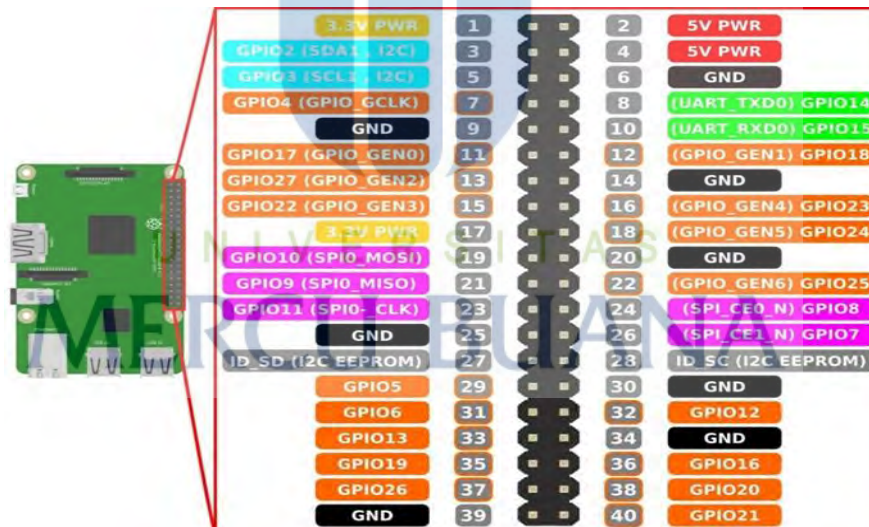 3.3V PWR 1 2 5V PWR
GPIO2 (SDA1 , I2C) 3 4 5V PWR
GPIO3 (SCL1 , I2C) 5 6 GND
GPIO4 (GPIO_GCLK) 7 8 (UART_TXD0) GPIO14
GND 9 10 (UART_RXD0) GPIO15
GPIO17 (GPIO_GEN0) 11 12 (GPIO_GEN1) GPIO18
GPIO27 (GPIO_GEN2) 13 14 GND
GPIO22 (GPIO_GEN3) 15 16 (GPIO_GEN4) GPIO23
3.3V PWR 17 18 (GPIO_GEN5) GPIO24
UNIVERSITAS
GPIO10 (SPI0_MOSI) 19 20 GND
GPIO9 (SPI0_MISO) 21 22 (GPIO_GEN6) GPIO25
GPIO11 (SPI0_CLK) 23 24 (SPI_CE0_N) GPIO8
MERCU BUANA
GND 25 26 (SPI_CE1_N) GPIO7
ID_SD (I2C EEPROM) 27 28 ID_SC (I2C EEPROM)
GPIO5 29 30 GND
GPIO6 31 32 GPIO12
GPIO13 33 34 GND
GPIO19 35 36 GPIO16
GPIO26 37 38 GPIO20
GND 39 40 GPIO21